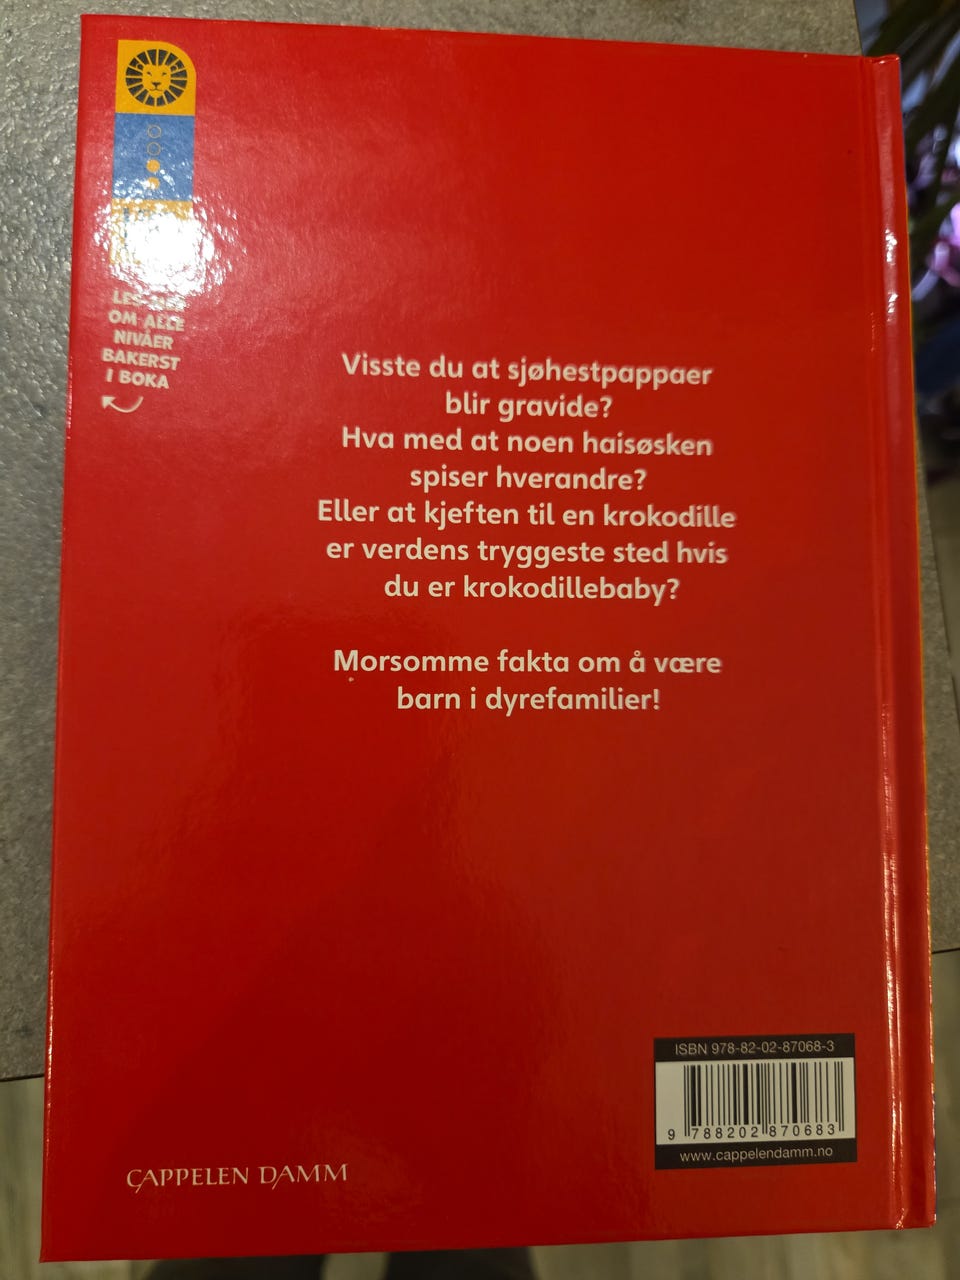 LES MER
OM ALLE
NIVÅER
BAKERST
I BOKA
Visste du at sjøhestpappaer
blir gravide?
Hva med at noen haisøsken
spiser hverandre?
Eller at kjeften til en krokodille
er verdens tryggeste sted hvis
du er krokodillebaby?
Morsomme fakta om å være
barn i dyrefamilier!
ISBN 978-82-02-87068-3
9 788202 870683
www.cappelendamm.no
CAPPELEN DAMM